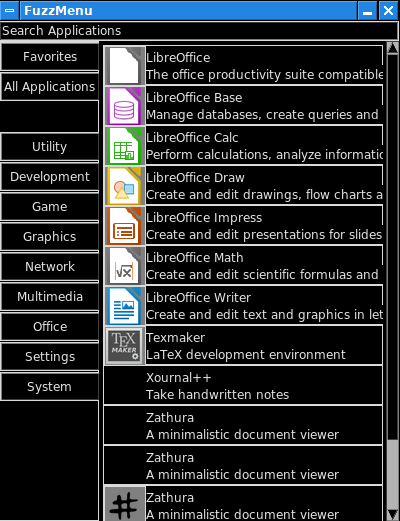 FuzzMenu
Search Applications
Favorites
All Applications
Utility
Development
Game
Graphics
Network
Multimedia
Office
Settings
System
LibreOffice
The office productivity suite compatible
LibreOffice Base
Manage databases, create queries and
LibreOffice Calc
Perform calculations, analyze informatic
LibreOffice Draw
Create and edit drawings, flow charts a
LibreOffice Impress
Create and edit presentations for slides
LibreOffice Math
Create and edit scientific formulas and
LibreOffice Writer
Create and edit text and graphics in let
TEX
MAKER
Texmaker
LaTeX development environment
Xournal++
Take handwritten notes
Zathura
A minimalistic document viewer
Zathura
A minimalistic document viewer
Zathura
A minimalistic document viewer